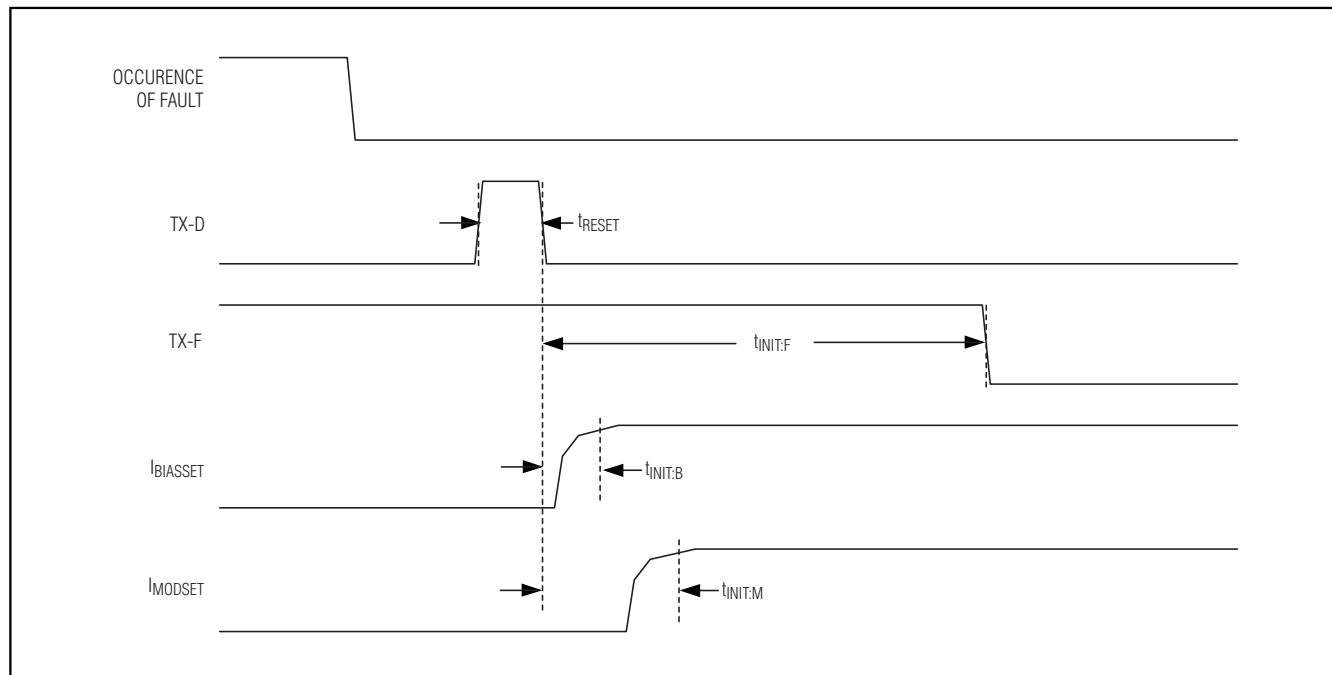 OCCURENCE
OF FAULT
TX-D
tRESET
TX-F
tINIT:F
IBIASSET
tINIT:B
IMODSET
tINIT:M